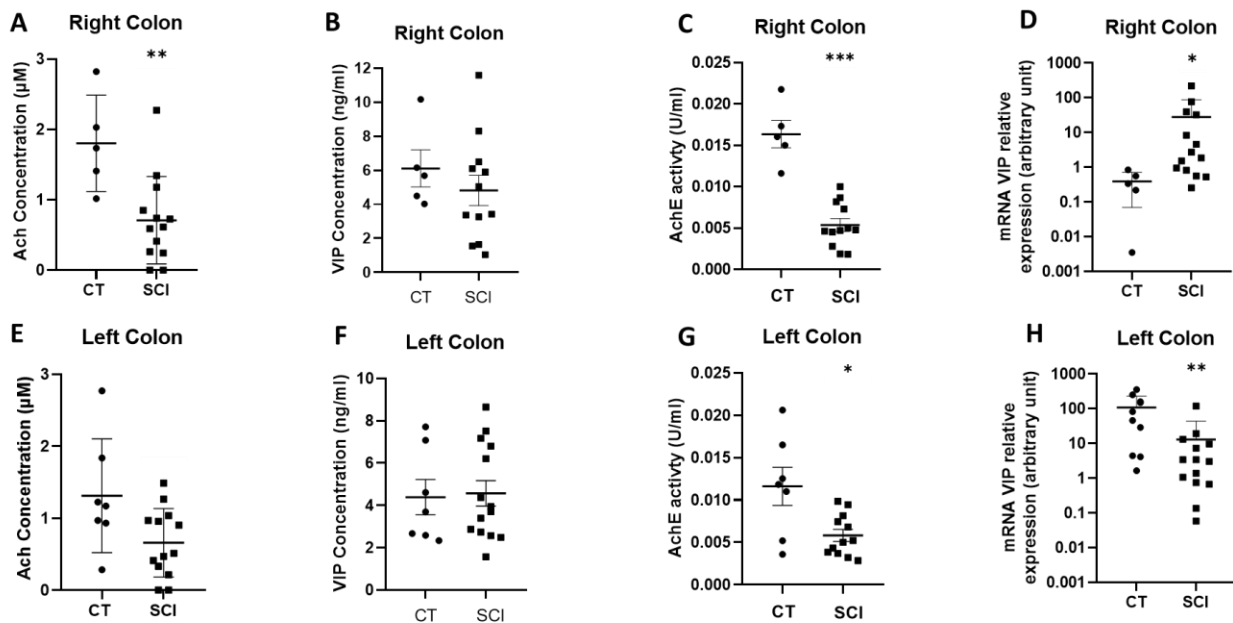 A
Right Colon
**
Ach Concentration (µM)
3
2
1
0
CT
SCI
B
Right Colon
VIP Concentration (ng/ml)
12
10
8
6
4
2
0
CT
SCI
C
Right Colon
***
AchE activty (U/ml)
0.025
0.020
0.015
0.010
0.005
0.000
CT
SCI
D
Right Colon
*
mRNA VIP relative
expression (arbitrary unit)
1000
100
10
1
0.1
0.01
0.001
CT
SCI
E
Left Colon
Ach Concentration (µM)
3
2
1
0
CT
SCI
F
Left Colon
VIP Concentration (ng/ml)
10
8
6
4
2
0
CT
SCI
G
Left Colon
*
AchE activty (U/ml)
0.025
0.020
0.015
0.010
0.005
0.000
CT
SCI
H
Left Colon
**
mRNA VIP relative
expression (arbitrary unit)
1000
100
10
1
0.1
0.01
0.001
CT
SCI